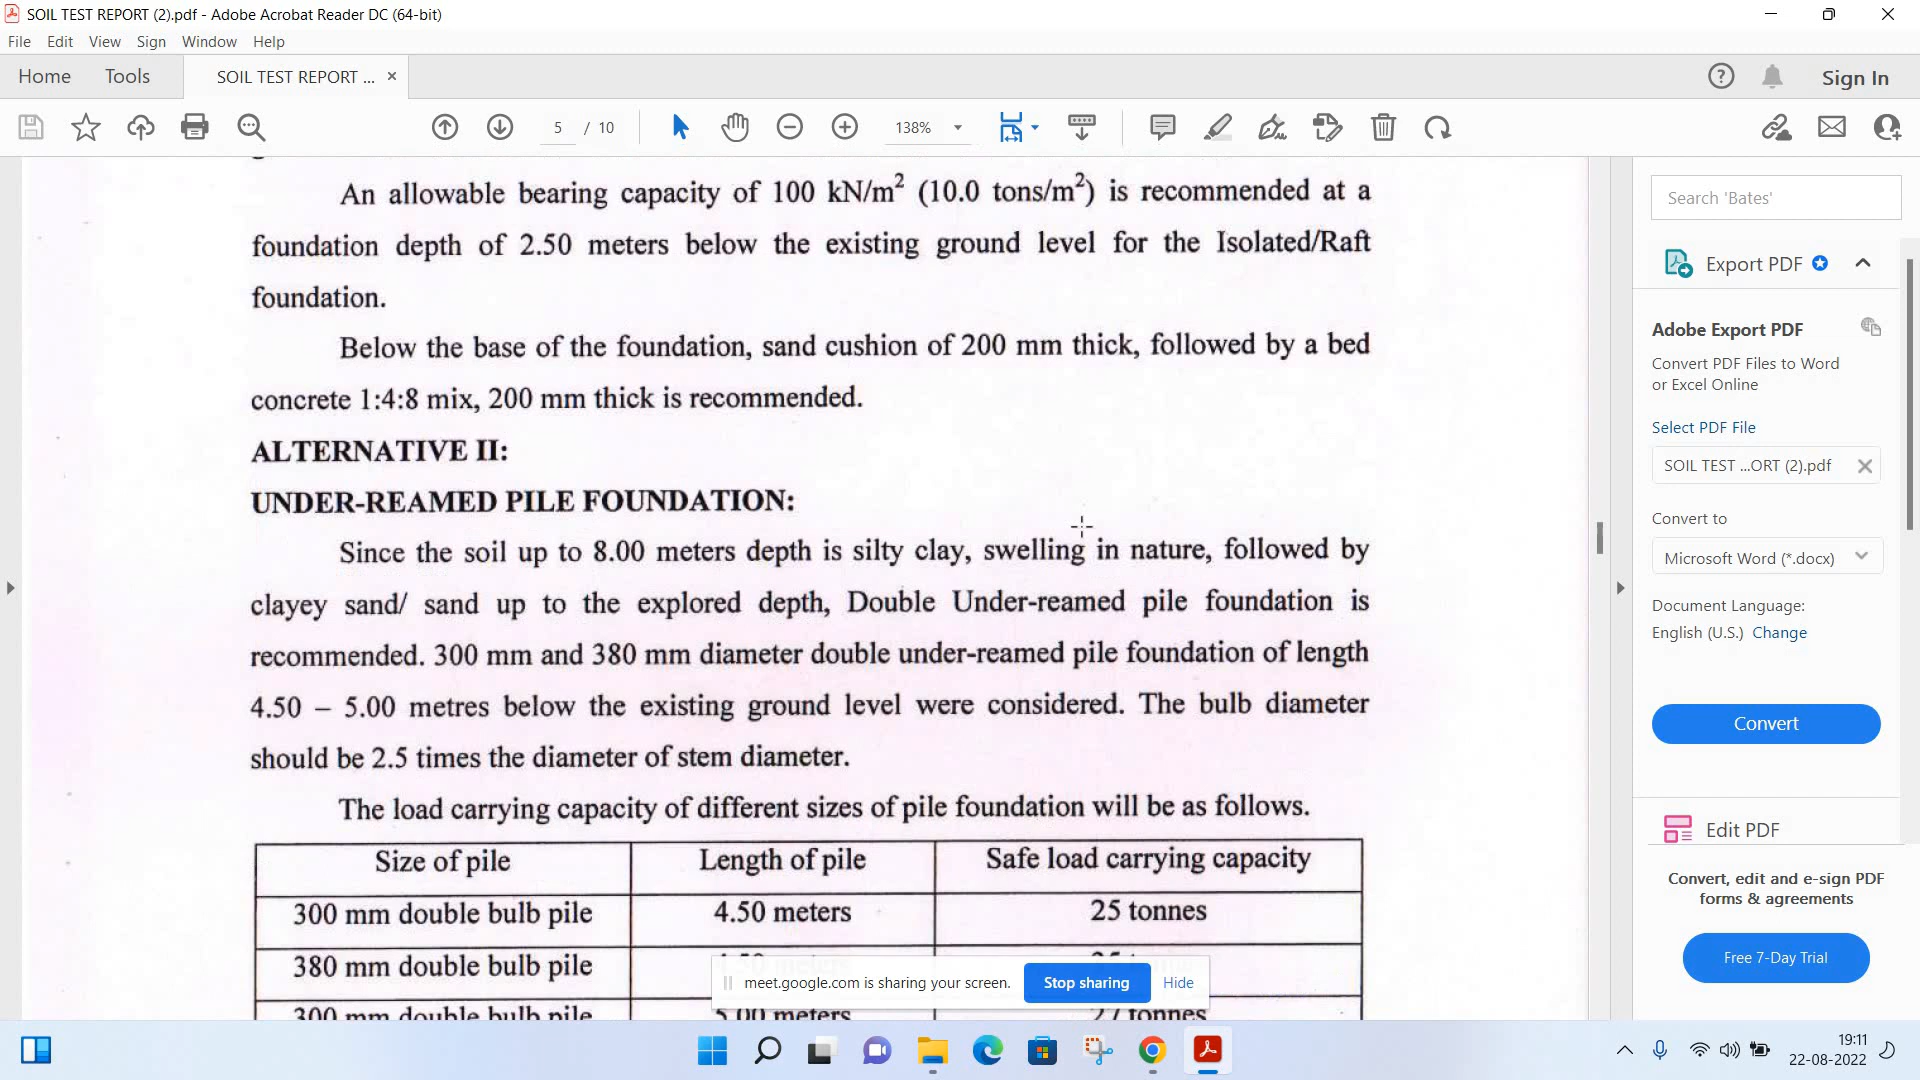 SOIL TEST REPORT (2).pdf - Adobe Acrobat Reader DC (64-bit)
File Edit View Sign Window Help
Home Tools SOIL TEST REPORT ... ×
? Sign In
5 / 10 138%
An allowable bearing capacity of 100 kN/m² (10.0 tons/m²) is recommended at a
foundation depth of 2.50 meters below the existing ground level for the Isolated/Raft
foundation.
Below the base of the foundation, sand cushion of 200 mm thick, followed by a bed
concrete 1:4:8 mix, 200 mm thick is recommended.
ALTERNATIVE II:
UNDER-REAMED PILE FOUNDATION:
Since the soil up to 8.00 meters depth is silty clay, swelling in nature, followed by
clayey sand/ sand up to the explored depth, Double Under-reamed pile foundation is
recommended. 300 mm and 380 mm diameter double under-reamed pile foundation of length
4.50 – 5.00 metres below the existing ground level were considered. The bulb diameter
should be 2.5 times the diameter of stem diameter.
The load carrying capacity of different sizes of pile foundation will be as follows.
Size of pile Length of pile Safe load carrying capacity
300 mm double bulb pile 4.50 meters 25 tonnes
380 mm double bulb pile
300 mm double bulb pile 5.00 meters 27 tonnes
meet.google.com is sharing your screen. Stop sharing Hide
Search 'Bates'
Export PDF
Adobe Export PDF
Convert PDF Files to Word
or Excel Online
Select PDF File
SOIL TEST ...ORT (2).pdf
Convert to
Microsoft Word (*.docx)
Document Language:
English (U.S.) Change
Convert
Edit PDF
Convert, edit and e-sign PDF
forms & agreements
Free 7-Day Trial
19:11
22-08-2022